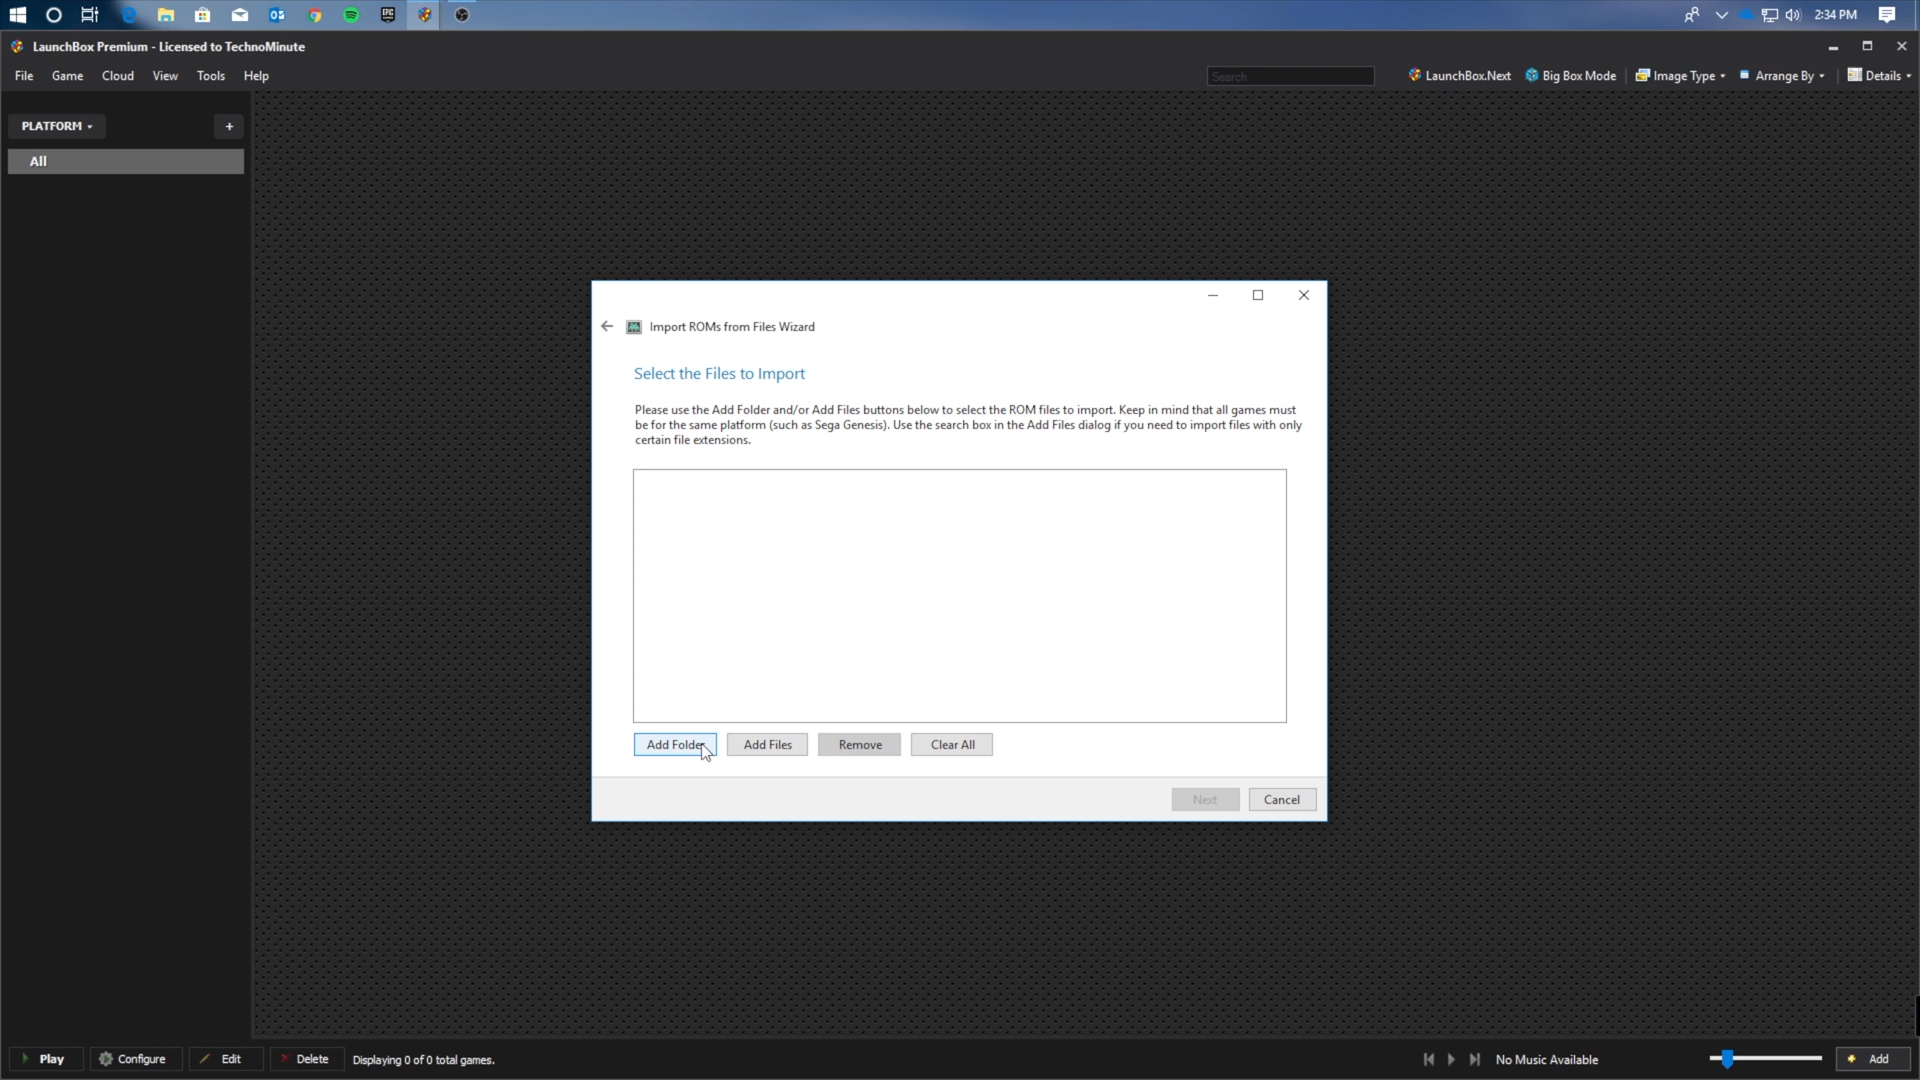 2:34 PM
LaunchBox Premium - Licensed to TechnoMinute
File Game Cloud View Tools Help
Search
LaunchBox.Next Big Box Mode Image Type Arrange By Details
PLATFORM +
All
Import ROMs from Files Wizard
Select the Files to Import
Please use the Add Folder and/or Add Files buttons below to select the ROM files to import. Keep in mind that all games must
be for the same platform (such as Sega Genesis). Use the search box in the Add Files dialog if you need to import files with only
certain file extensions.
Add Folder Add Files Remove Clear All
Next Cancel
Play Configure Edit Delete Displaying 0 of 0 total games. No Music Available Add